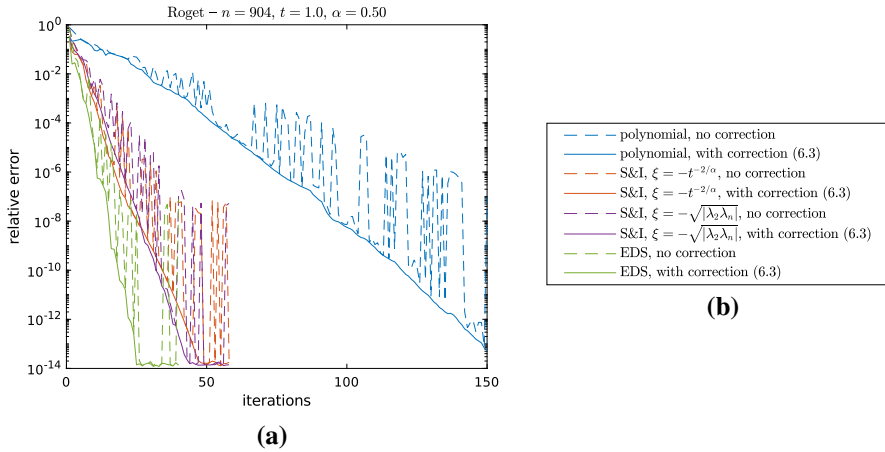 Roget – n = 904, t = 1.0, α = 0.50
relative error
10^0
10^-2
10^-4
10^-6
10^-8
10^-10
10^-12
10^-14
0
50
100
150
iterations
(a)
polynomial, no correction
polynomial, with correction (6.3)
S&I, ξ = −t^{−2/α}, no correction
S&I, ξ = −t^{−2/α}, with correction (6.3)
S&I, ξ = −√|λ₂λₙ|, no correction
S&I, ξ = −√|λ₂λₙ|, with correction (6.3)
EDS, no correction
EDS, with correction (6.3)
(b)